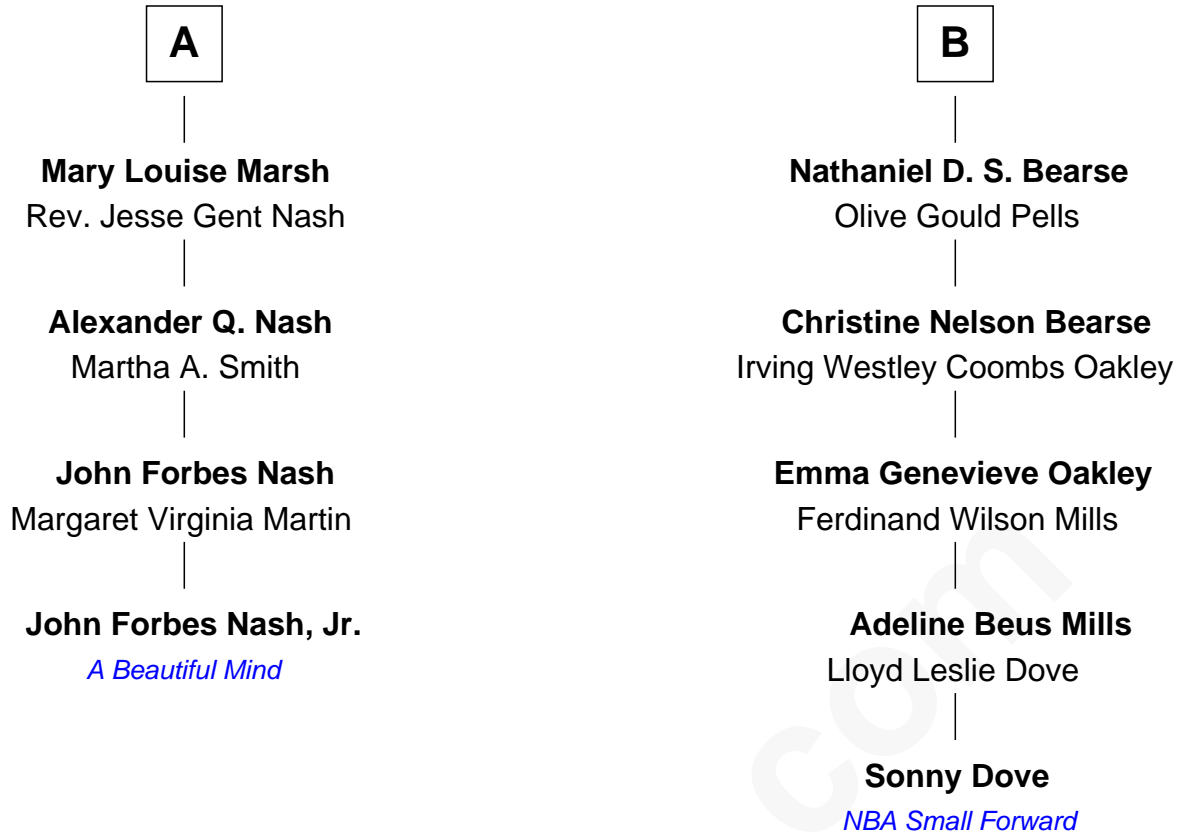 A
Mary Louise Marsh
Rev. Jesse Gent Nash
Alexander Q. Nash
Martha A. Smith
John Forbes Nash
Margaret Virginia Martin
John Forbes Nash, Jr.
A Beautiful Mind
B
Nathaniel D. S. Bearse
Olive Gould Pells
Christine Nelson Bearse
Irving Westley Coombs Oakley
Emma Genevieve Oakley
Ferdinand Wilson Mills
Adeline Beus Mills
Lloyd Leslie Dove
Sonny Dove
NBA Small Forward
com